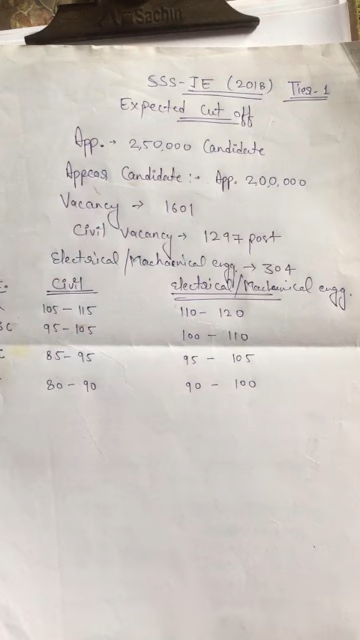 Sachin
SSS-JE (2018) Tier-1
Expected Cut off
App. → 2,50,000 Candidate
Appear Candidate :→ App. 200,000
Vacancy → 1601
Civil Vacancy → 1297 post
Electrical/Machanical engg. → 304
Civil Electrical/Machanical engg.
105 - 115 110 - 120
95 - 105 100 - 110
85 - 95 95 - 105
80 - 90 90 - 100